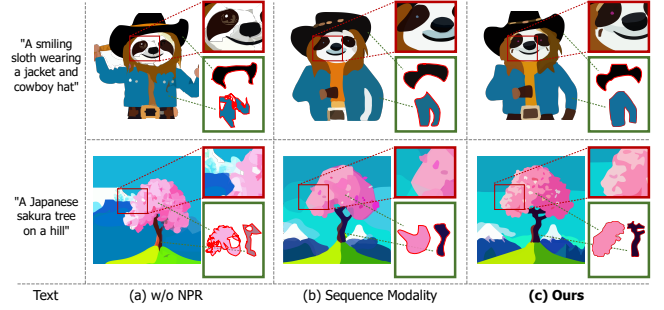 "A smiling
sloth wearing
a jacket and
cowboy hat"
"A Japanese
sakura tree
on a hill"
Text
(a) w/o NPR
(b) Sequence Modality
(c) Ours